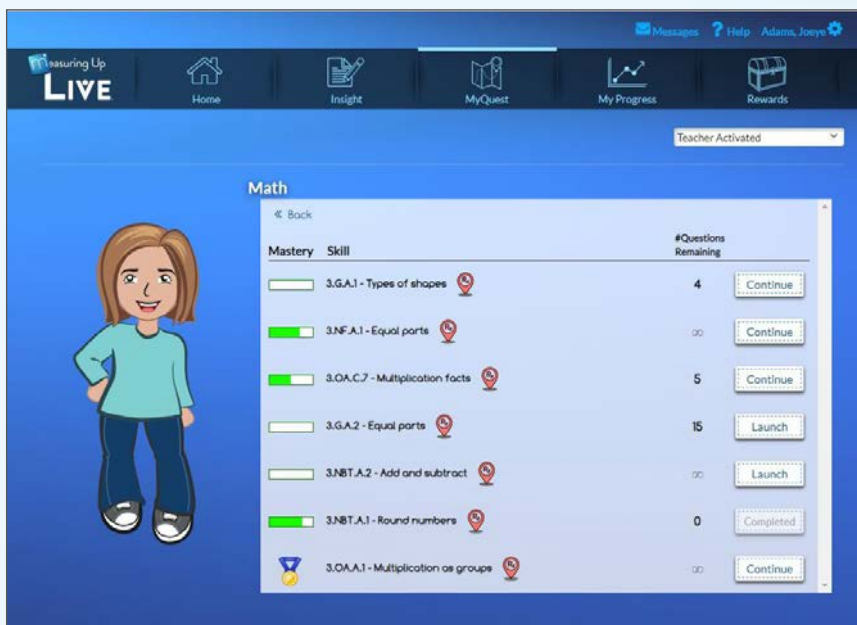 Messages ? Help Adams, Joeye
Measuring Up
LIVE
Home Insight MyQuest My Progress Rewards
Teacher Activated
Math
« Back
Mastery Skill #Questions Remaining
3.G.A.1 - Types of shapes 4 Continue
3.NF.A.1 - Equal parts ∞ Continue
3.OA.C.7 - Multiplication facts 5 Continue
3.G.A.2 - Equal parts 15 Launch
3.NBT.A.2 - Add and subtract ∞ Launch
3.NBT.A.1 - Round numbers 0 Completed
3.OA.A.1 - Multiplication as groups ∞ Continue